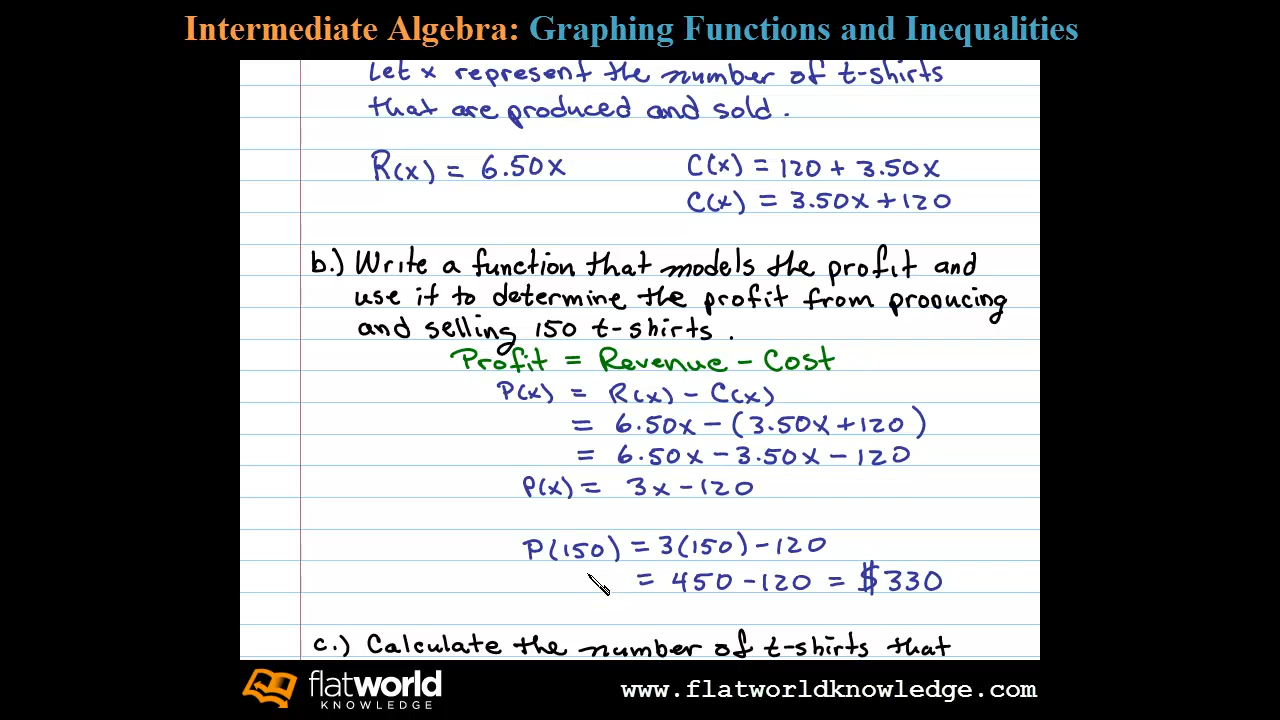 Intermediate Algebra: Graphing Functions and Inequalities
Let x represent the number of t-shirts
that are produced and sold.
R(x) = 6.50x
C(x) = 120 + 3.50x
C(x) = 3.50x + 120
b.) Write a function that models the profit and
use it to determine the profit from producing
and selling 150 t-shirts.
Profit = Revenue - Cost
P(x) = R(x) - C(x)
= 6.50x - (3.50x + 120)
= 6.50x - 3.50x - 120
P(x) = 3x - 120
P(150) = 3(150) - 120
= 450 - 120 = $330
c.) Calculate the number of t-shirts that
flatworld
KNOWLEDGE
www.flatworldknowledge.com